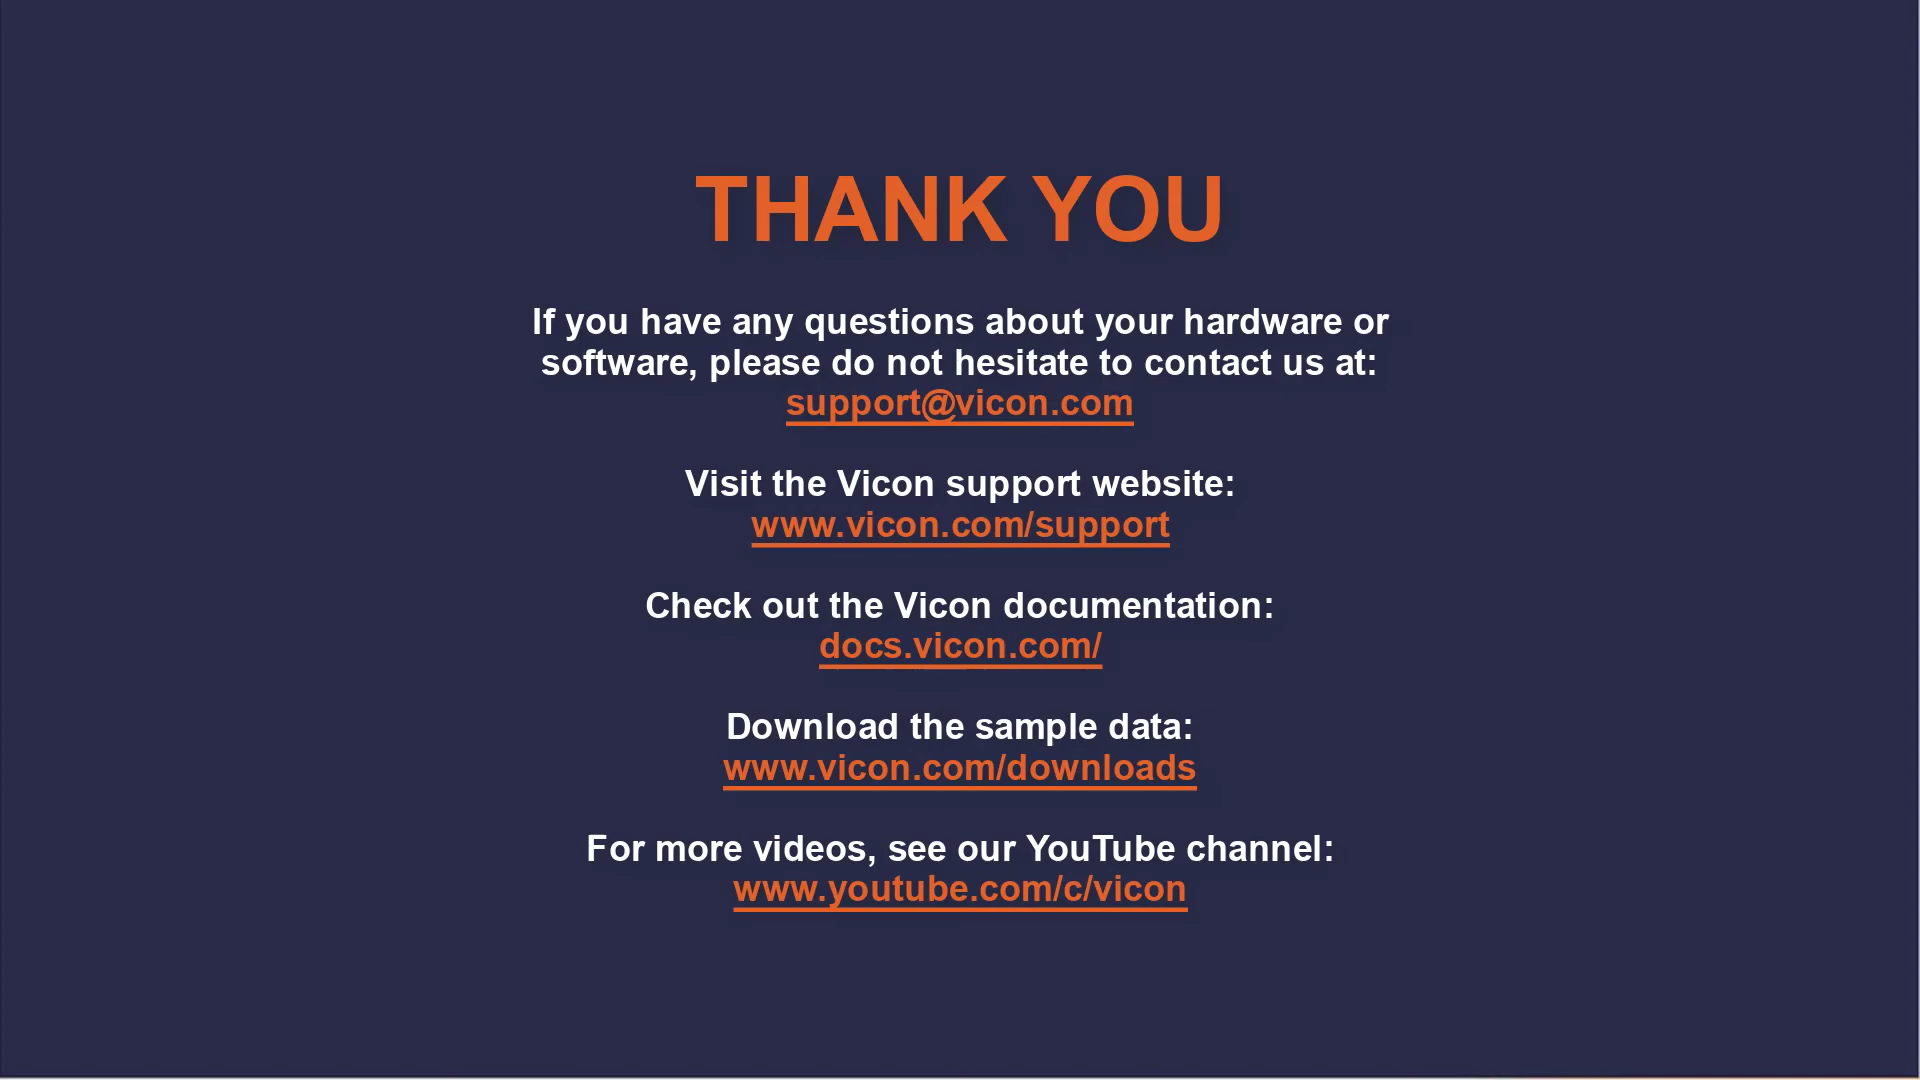 THANK YOU
If you have any questions about your hardware or
software, please do not hesitate to contact us at:
support@vicon.com
Visit the Vicon support website:
www.vicon.com/support
Check out the Vicon documentation:
docs.vicon.com/
Download the sample data:
www.vicon.com/downloads
For more videos, see our YouTube channel:
www.youtube.com/c/vicon